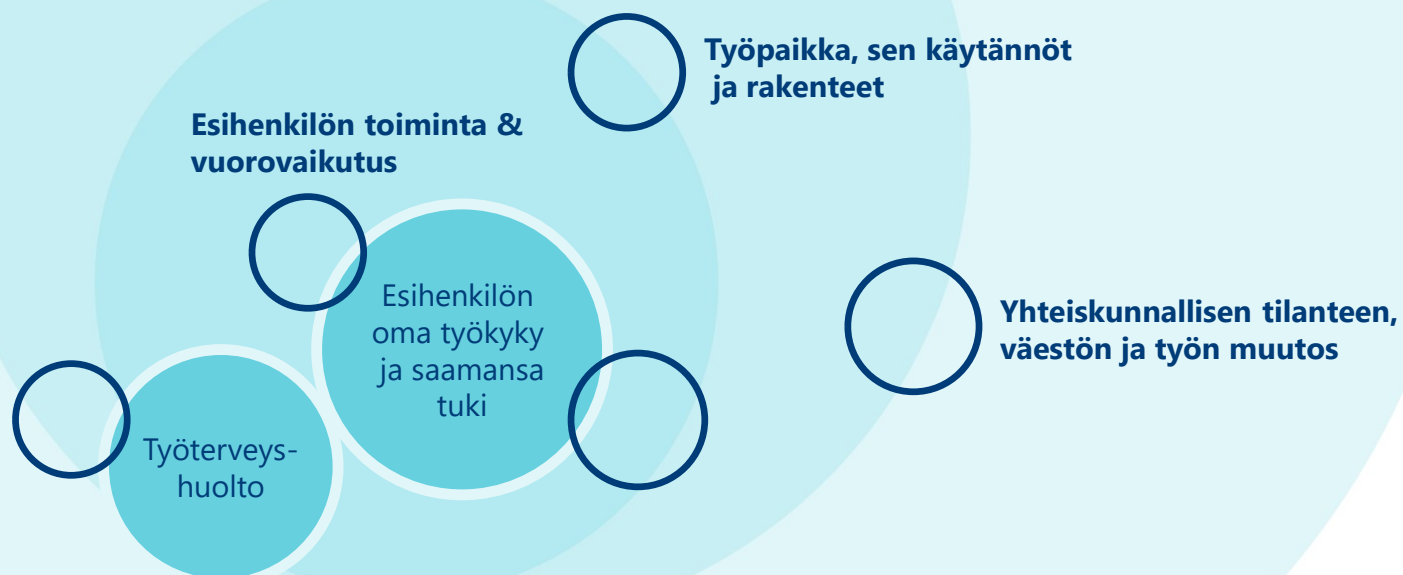 Työpaikka, sen käytännöt
ja rakenteet
Esihenkilön toiminta &
vuorovaikutus
Esihenkilön
oma työkyky
ja saamansa
tuki
Yhteiskunnallisen tilanteen,
väestön ja työn muutos
Työterveys-
huolto